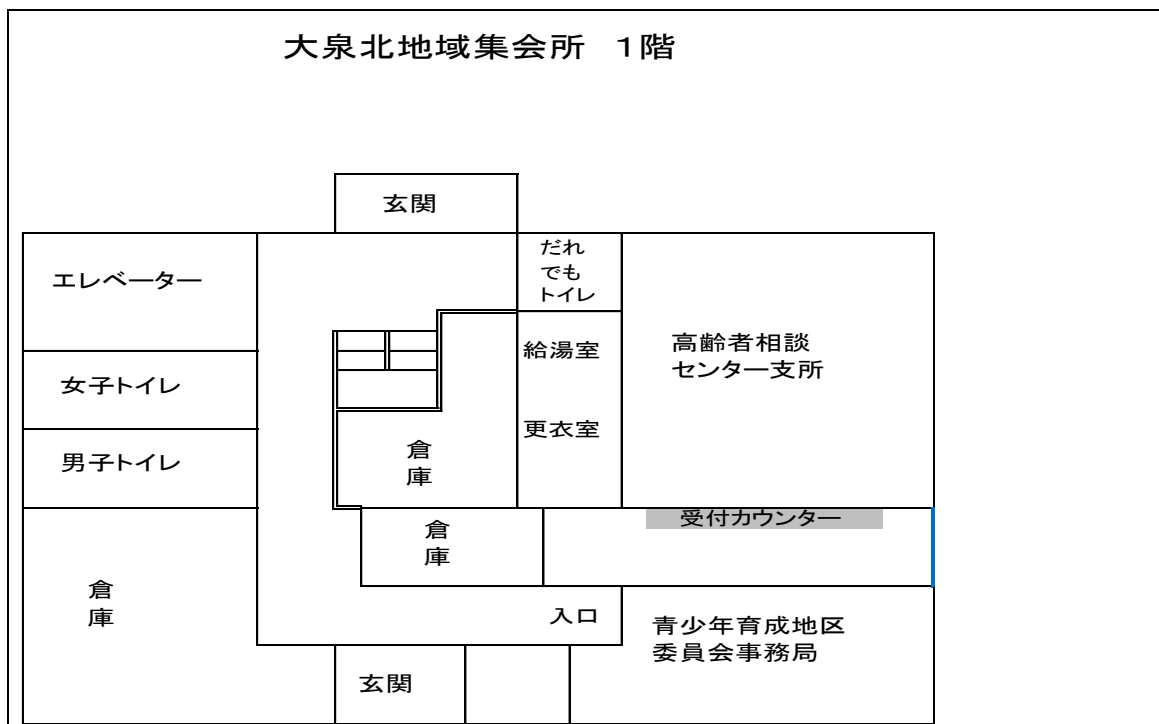 大泉北地域集会所 1階
玄関
だれ
でも
トイレ
エレベーター
給湯室
高齢者相談
センター支所
女子トイレ
更衣室
男子トイレ
倉
庫
受付カウンター
倉
庫
倉
庫
入口
青少年育成地区
委員会事務局
玄関